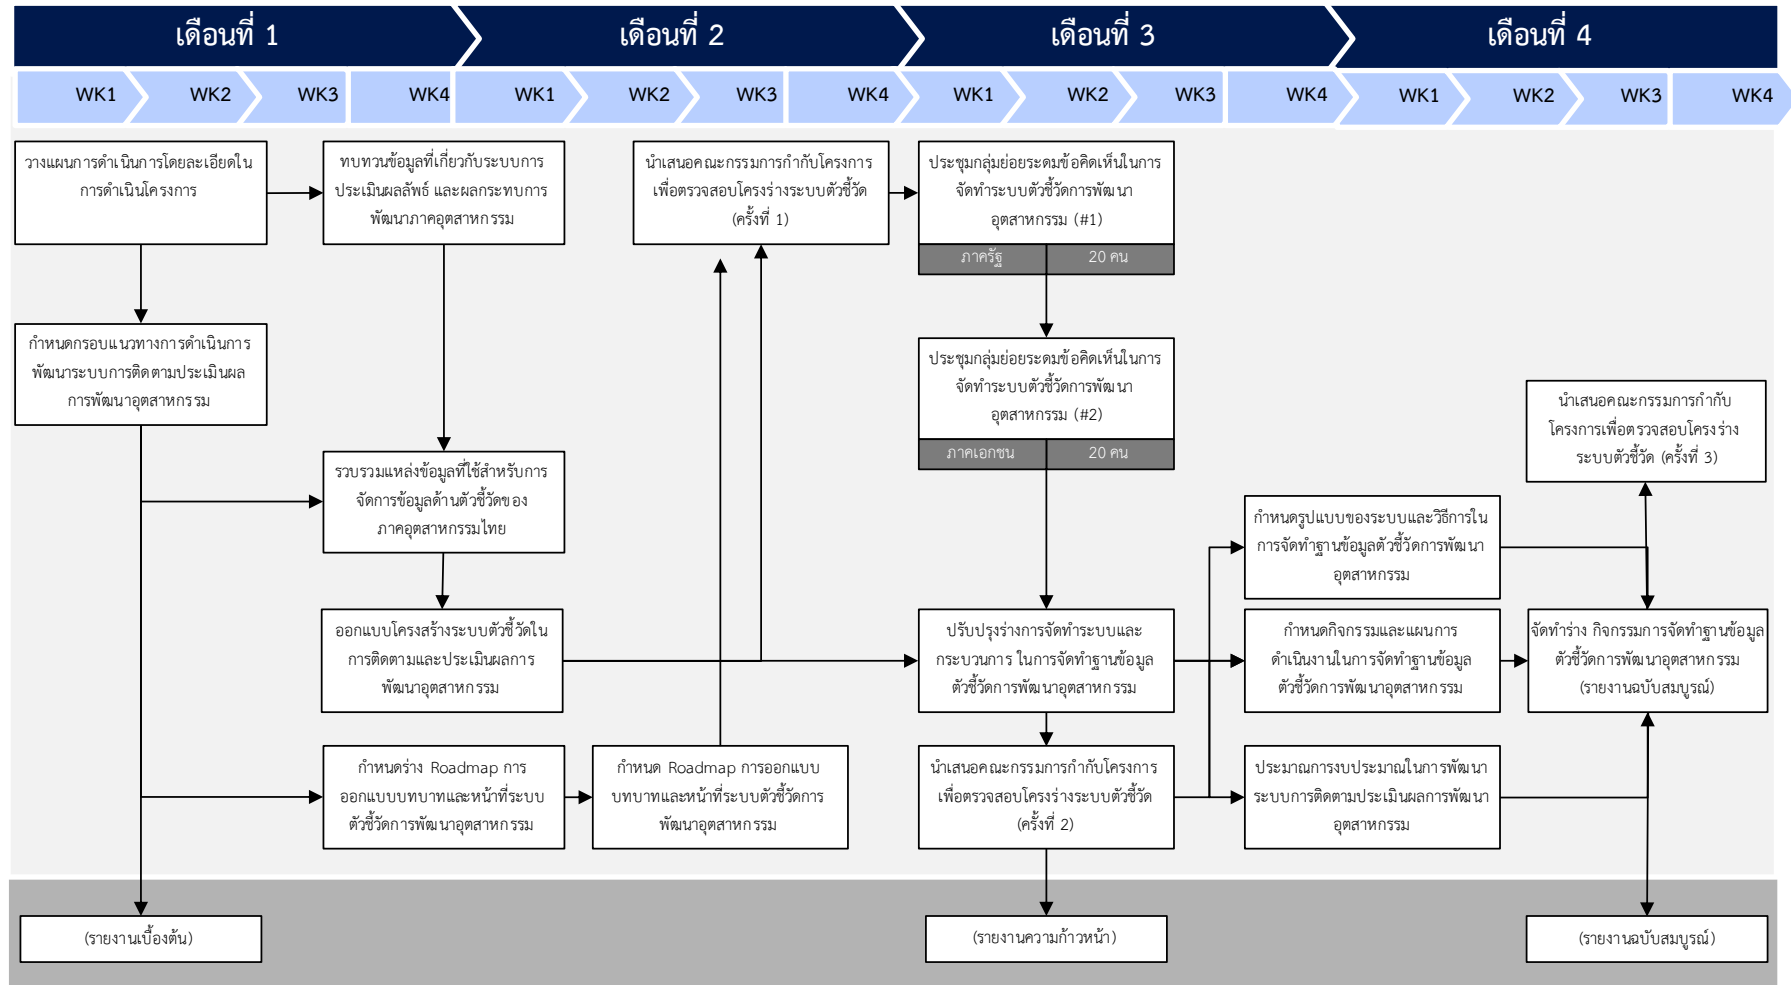 เดือนที่ 1
เดือนที่ 2
เดือนที่ 3
เดือนที่ 4
WK1
WK2
WK3
WK4
WK1
WK2
WK3
WK4
WK1
WK2
WK3
WK4
WK1
WK2
WK3
WK4
วางแผนการดำเนินการโดยละเอียดใน
การดำเนินโครงการ
ทบทวนข้อมูลที่เกี่ยวกับระบบการ
ประเมินผลลัพธ์ และผลกระทบการ
พัฒนาภาคอุตสาหกรรม
นำเสนอคณะกรรมการกำกับโครงการ
เพื่อตรวจสอบโครงร่างระบบตัวชี้วัด
(ครั้งที่ 1)
ประชุมกลุ่มย่อยระดมข้อคิดเห็นในการ
จัดทำระบบตัวชี้วัดการพัฒนา
อุตสาหกรรม (#1)
ภาครัฐ
20 คน
กำหนดกรอบแนวทางการดำเนินการ
พัฒนาระบบการติดตามประเมินผล
การพัฒนาอุตสาหกรรม
ประชุมกลุ่มย่อยระดมข้อคิดเห็นในการ
จัดทำระบบตัวชี้วัดการพัฒนา
อุตสาหกรรม (#2)
ภาคเอกชน
20 คน
นำเสนอคณะกรรมการกำกับ
โครงการเพื่อตรวจสอบโครงร่าง
ระบบตัวชี้วัด (ครั้งที่ 3)
รวบรวมแหล่งข้อมูลที่ใช้สำหรับการ
จัดการข้อมูลด้านตัวชี้วัดของ
ภาคอุตสาหกรรมไทย
กำหนดรูปแบบของระบบและวิธีการใน
การจัดทำฐานข้อมูลตัวชี้วัดการพัฒนา
อุตสาหกรรม
ออกแบบโครงสร้างระบบตัวชี้วัดใน
การติดตามและประเมินผลการ
พัฒนาอุตสาหกรรม
ปรับปรุงร่างการจัดทำระบบและ
กระบวนการ ในการจัดทำฐานข้อมูล
ตัวชี้วัดการพัฒนาอุตสาหกรรม
กำหนดกิจกรรมและแผนการ
ดำเนินงานในการจัดทำฐานข้อมูล
ตัวชี้วัดการพัฒนาอุตสาหกรรม
จัดทำร่าง กิจกรรมการจัดทำฐานข้อมูล
ตัวชี้วัดการพัฒนาอุตสาหกรรม
(รายงานฉบับสมบูรณ์)
กำหนดร่าง Roadmap การ
ออกแบบบทบาทและหน้าที่ระบบ
ตัวชี้วัดการพัฒนาอุตสาหกรรม
กำหนด Roadmap การออกแบบ
บทบาทและหน้าที่ระบบตัวชี้วัดการ
พัฒนาอุตสาหกรรม
นำเสนอคณะกรรมการกำกับโครงการ
เพื่อตรวจสอบโครงร่างระบบตัวชี้วัด
(ครั้งที่ 2)
ประมาณการงบประมาณในการพัฒนา
ระบบการติดตามประเมินผลการพัฒนา
อุตสาหกรรม
(รายงานเบื้องต้น)
(รายงานความก้าวหน้า)
(รายงานฉบับสมบูรณ์)